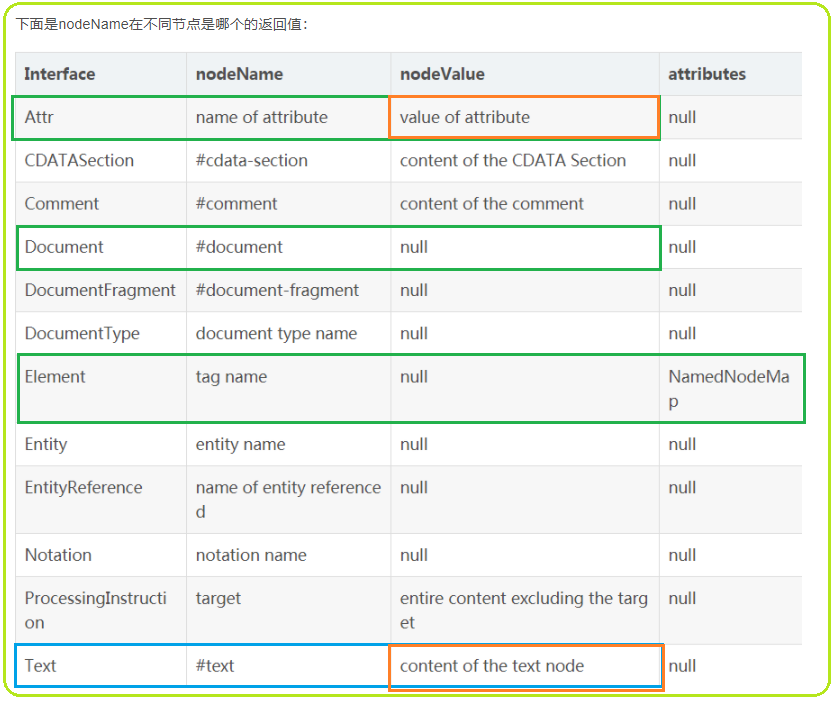 下面是nodeName在不同节点是哪个的返回值：
Interface nodeName nodeValue attributes
Attr name of attribute value of attribute null
CDATASection #cdata-section content of the CDATA Section null
Comment #comment content of the comment null
Document #document null null
DocumentFragment #document-fragment null null
DocumentType document type name null null
Element tag name null NamedNodeMa
p
Entity entity name null null
EntityReference name of entity reference null null
d
Notation notation name null null
ProcessingInstructi target entire content excluding the targ null
on et
Text #text content of the text node null